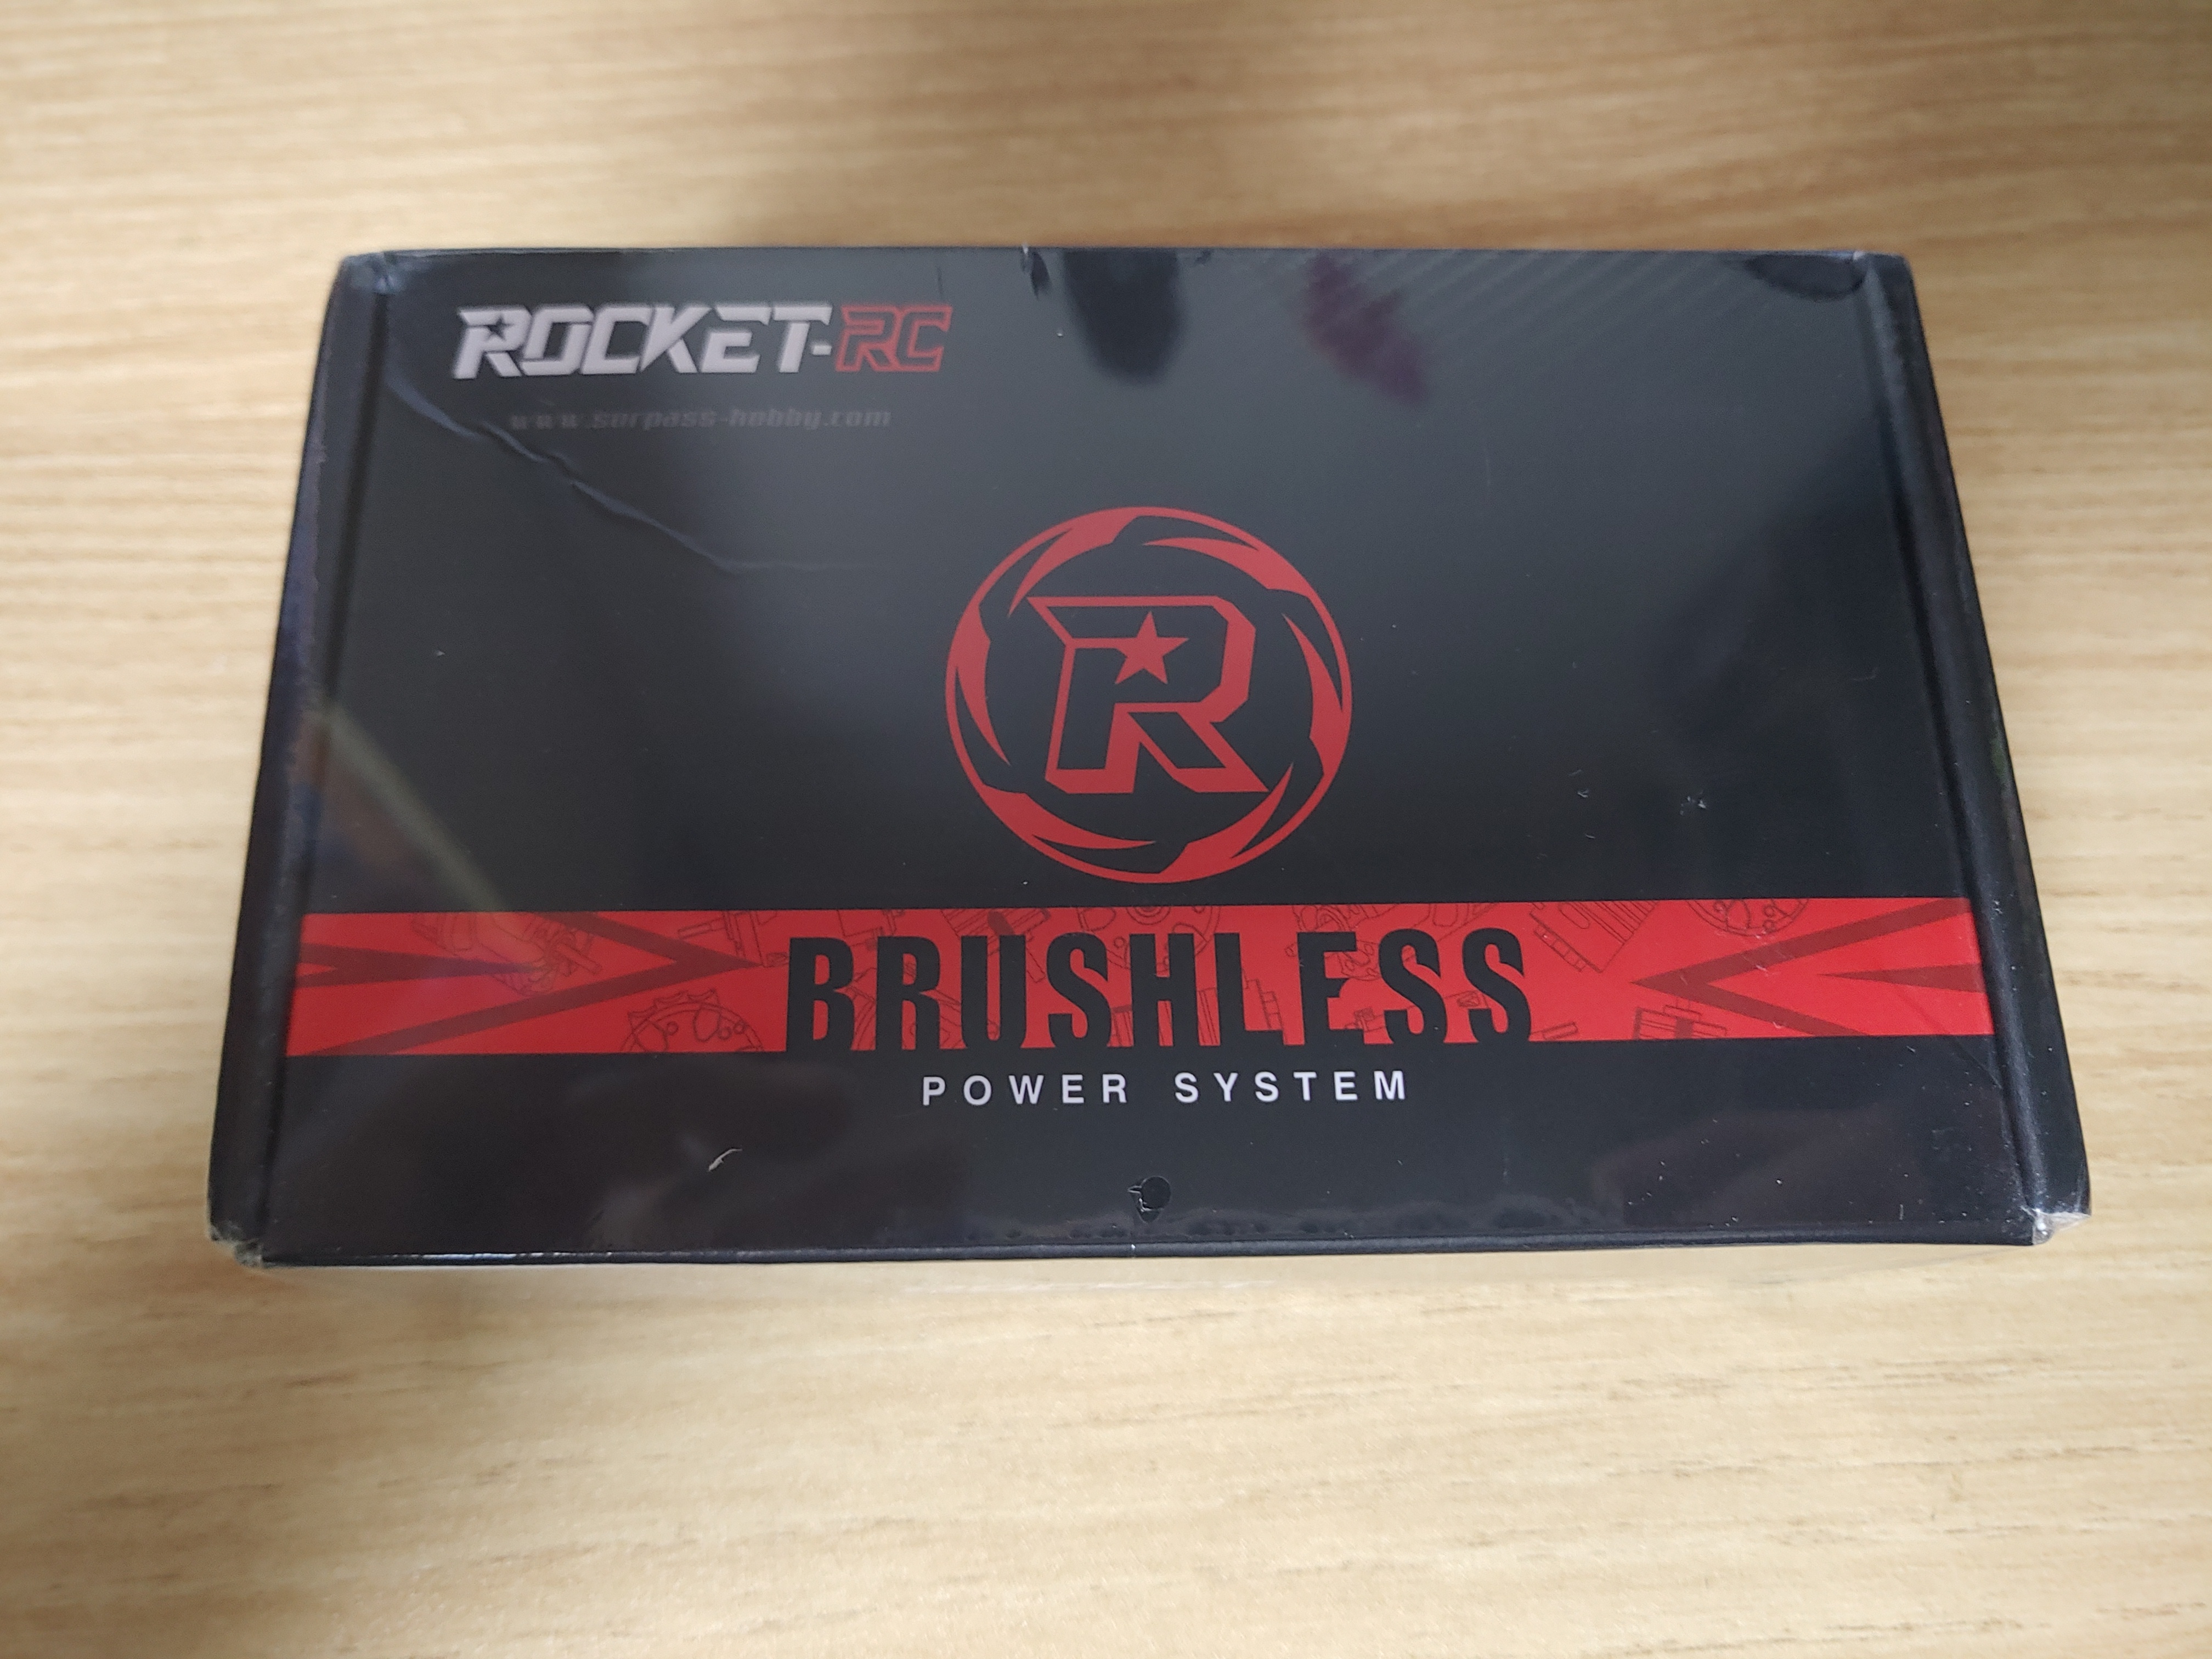 ROCKET-RC
www.surpass-hobby.com
R
BRUSHLESS
POWER SYSTEM